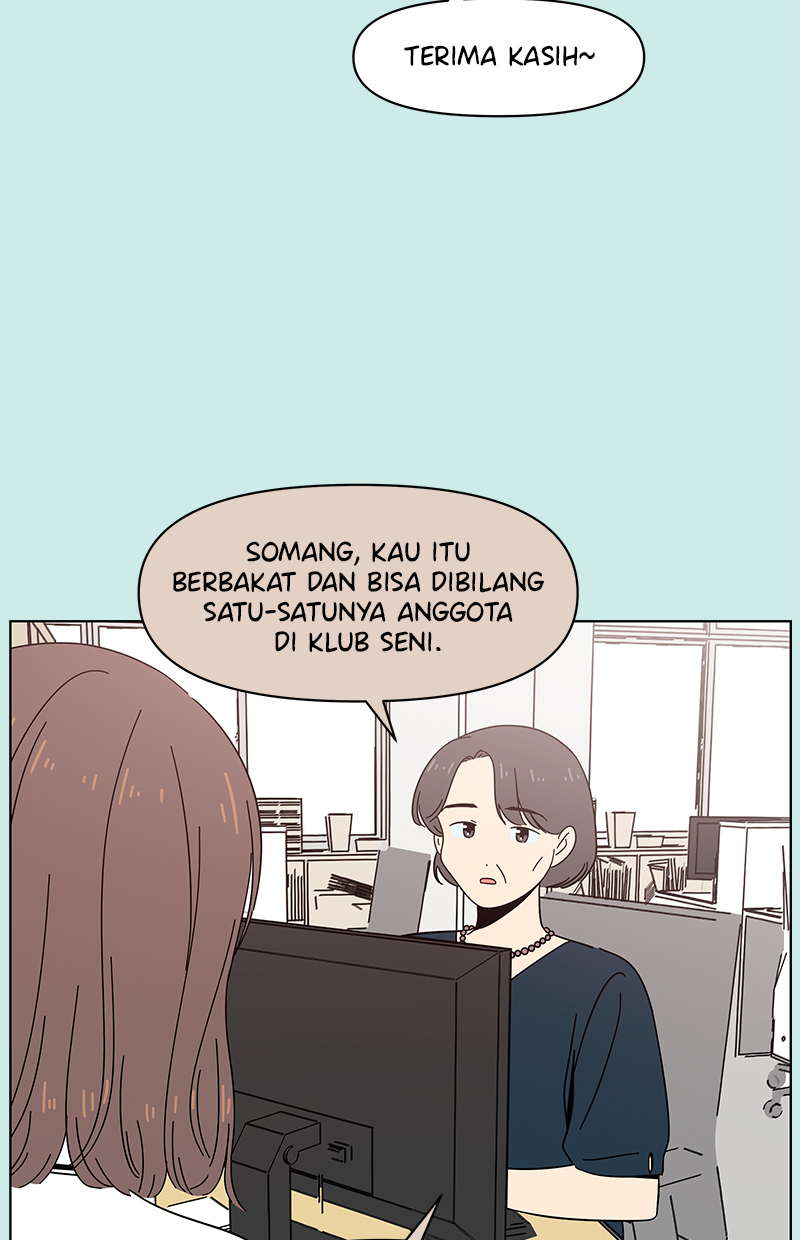 TERIMA KASIH~
SOMANG, KAU ITU
BERBAKAT DAN BISA DIBILANG
SATU-SATUNYA ANGGOTA
DI KLUB SENI.